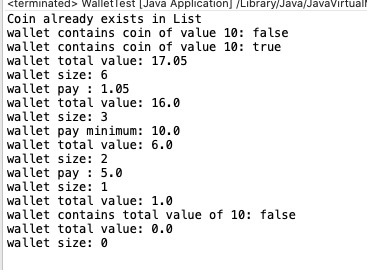 <terminated> WalletTest [Java Application] /Library/Java/JavaVirtualM
Coin already exists in List
wallet contains coin of value 10: false
wallet contains coin of value 10: true
wallet total value: 17.05
wallet size: 6
wallet pay : 1.05
wallet total value: 16.0
wallet size: 3
wallet pay minimum: 10.0
wallet total value: 6.0
wallet size: 2
wallet pay : 5.0
wallet size: 1
wallet total value: 1.0
wallet contains total value of 10: false
wallet total value: 0.0
wallet size: 0